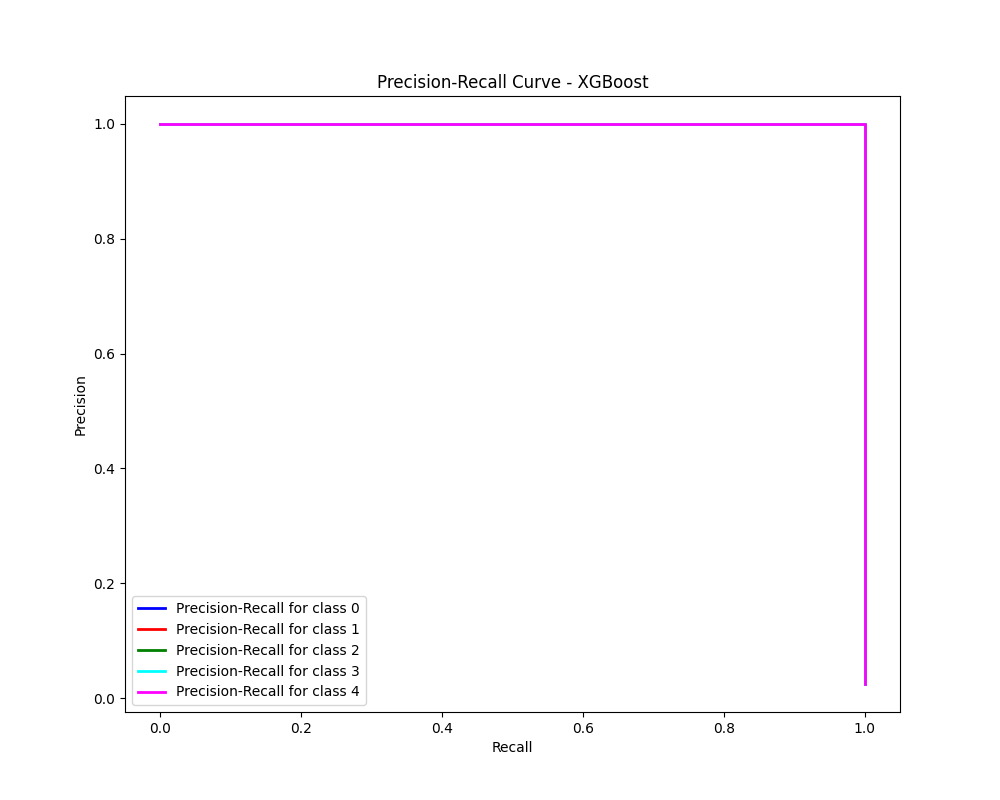 Precision-Recall Curve - XGBoost
1.0
0.8
0.6
0.4
0.2
0.0
Precision
Precision-Recall for class 0
Precision-Recall for class 1
Precision-Recall for class 2
Precision-Recall for class 3
Precision-Recall for class 4
0.0 0.2 0.4 0.6 0.8 1.0
Recall